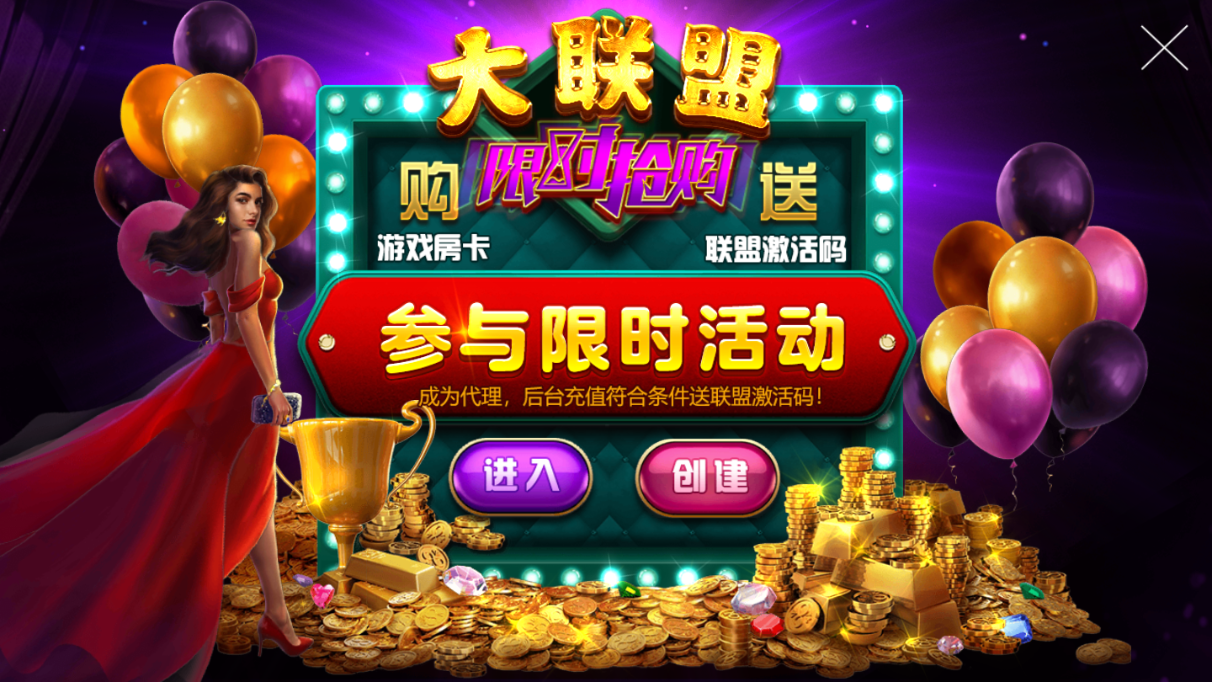 大联盟
限时抢购
购 送
游戏房卡 联盟激活码
参与限时活动
成为代理，后台充值符合条件送联盟激活码！
进入 创建